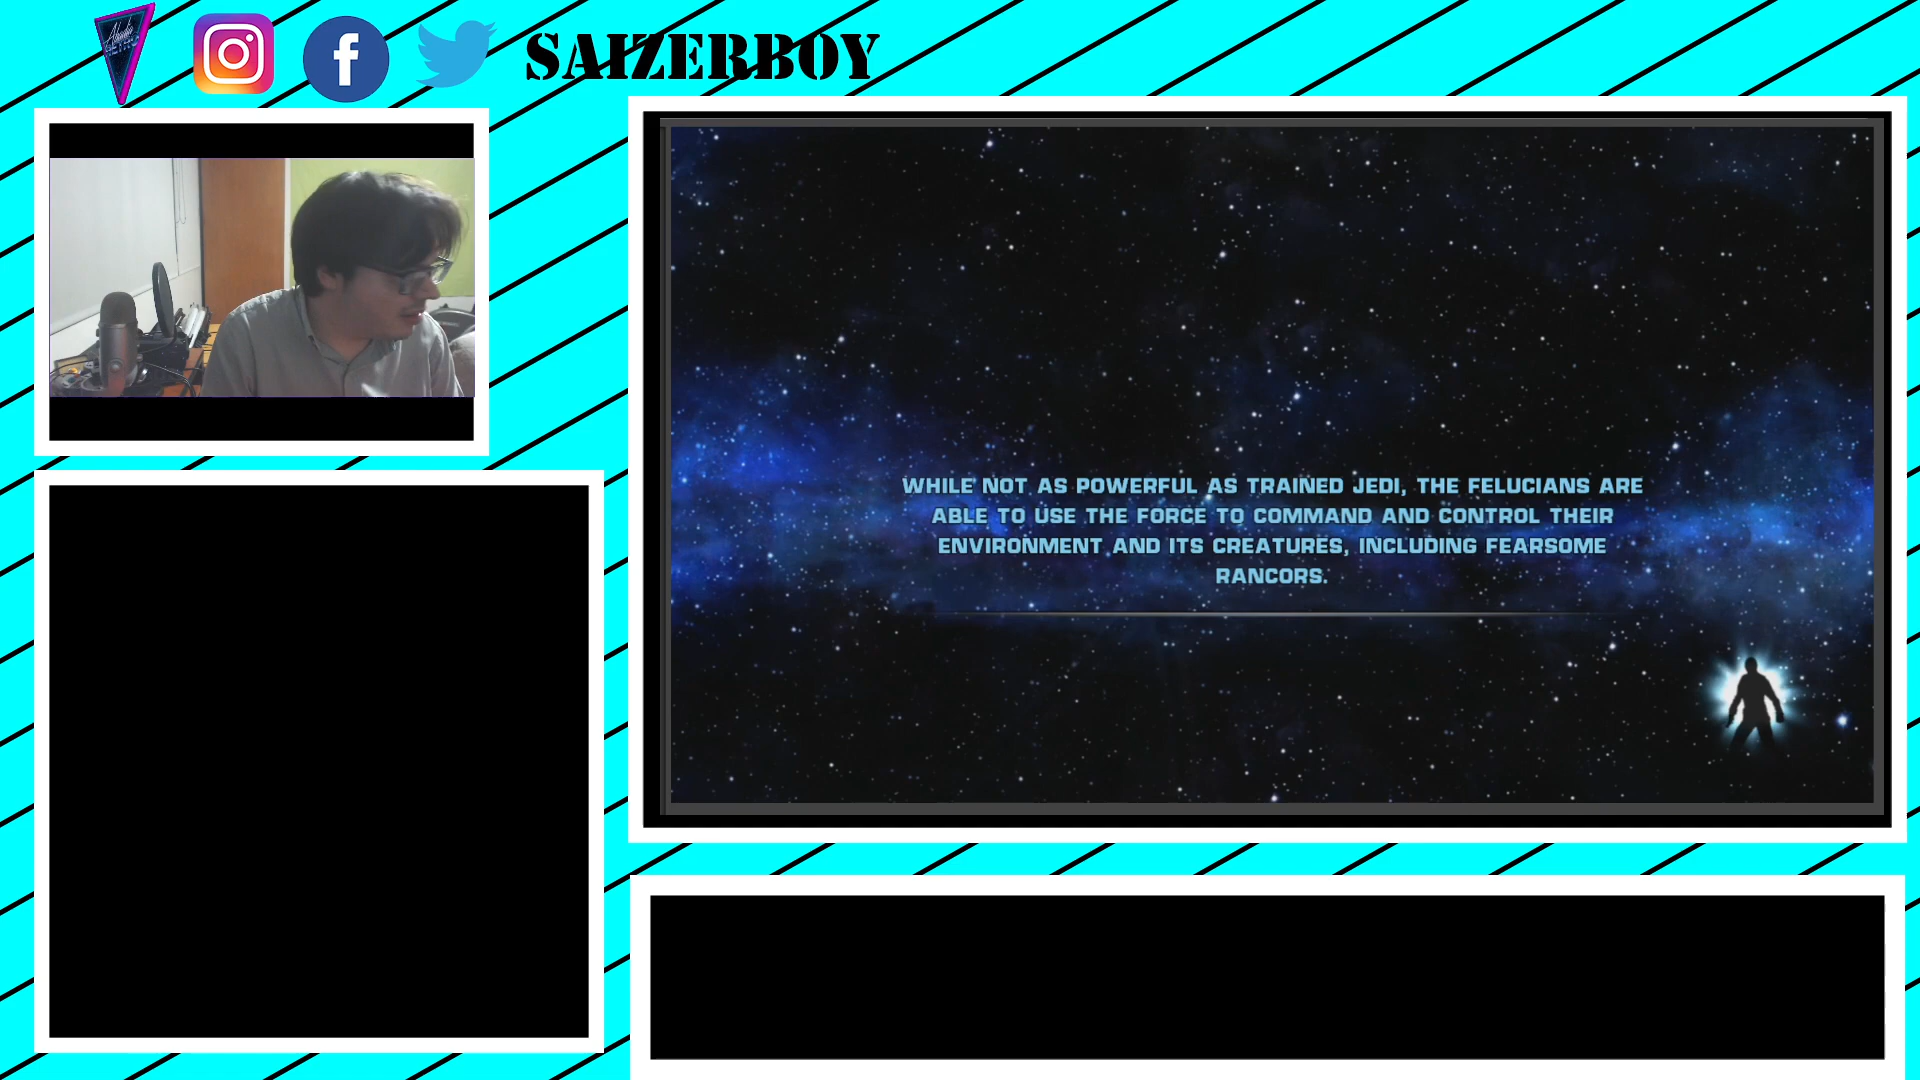 SAIZERBOY
WHILE NOT AS POWERFUL AS TRAINED JEDI, THE FELUCIANS ARE
ABLE TO USE THE FORCE TO COMMAND AND CONTROL THEIR
ENVIRONMENT AND ITS CREATURES, INCLUDING FEARSOME
RANCORS.